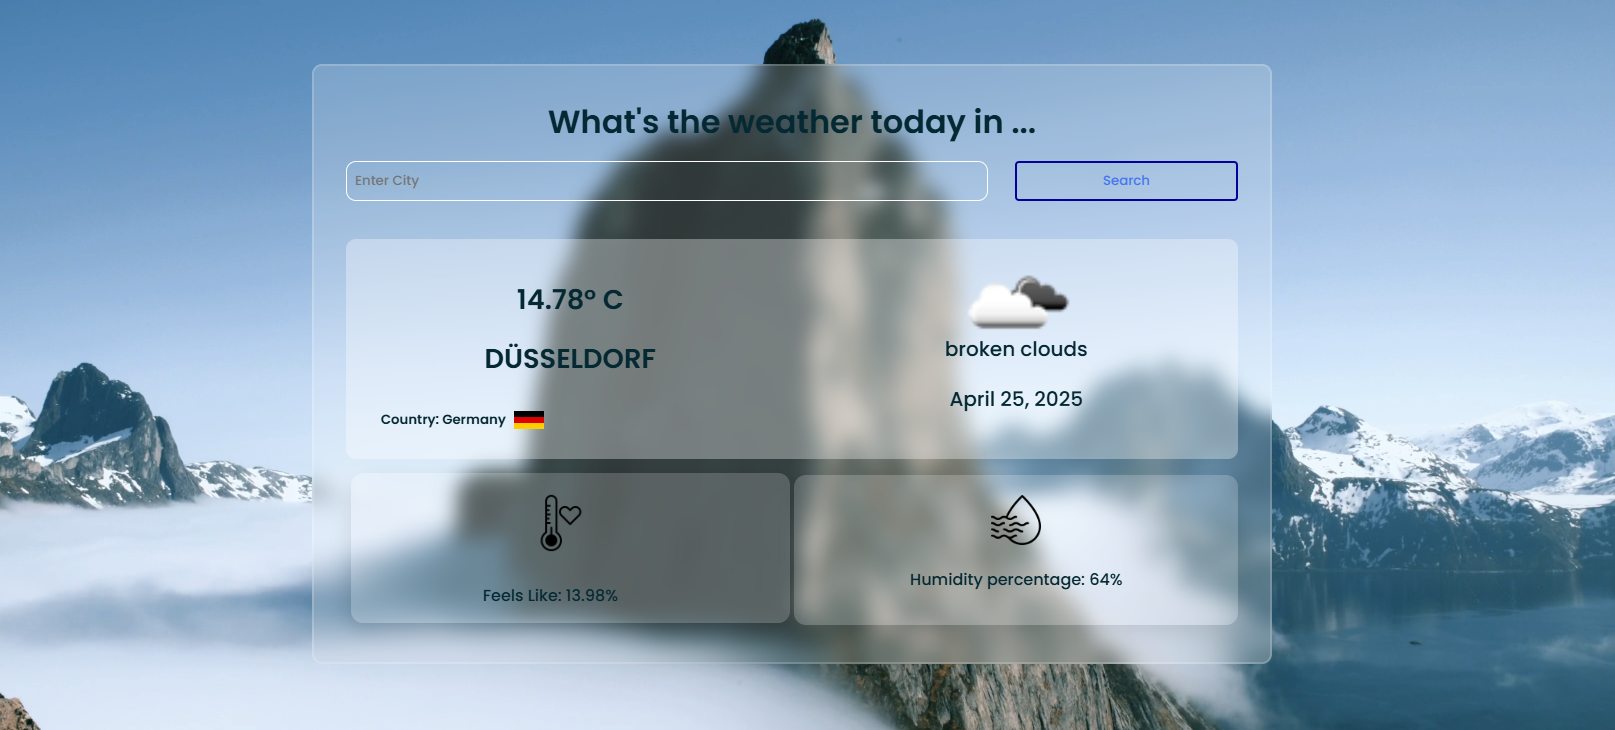 What's the weather today in ...
Enter City
Search
14.78° C
DÜSSELDORF
Country: Germany
broken clouds
April 25, 2025
Feels Like: 13.98%
Humidity percentage: 64%